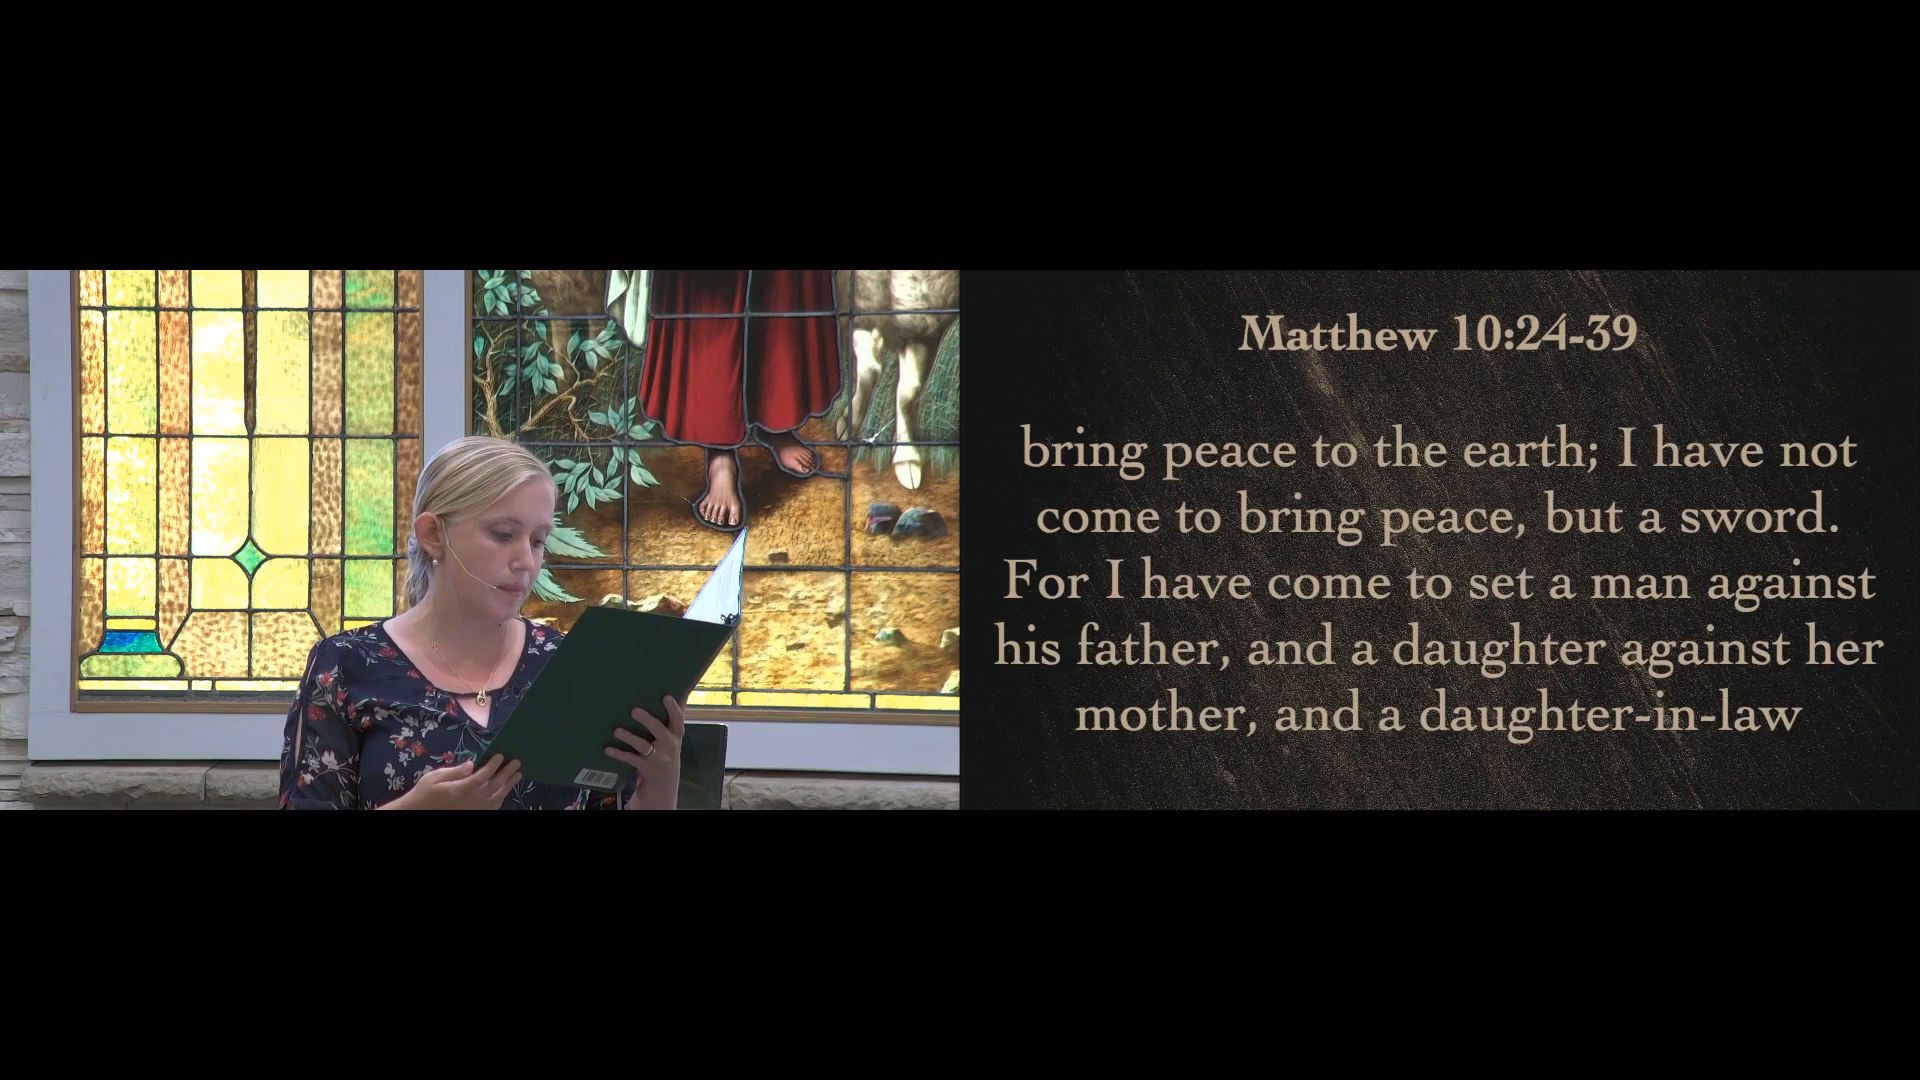 Matthew 10:24-39
bring peace to the earth; I have not
come to bring peace, but a sword.
For I have come to set a man against
his father, and a daughter against her
mother, and a daughter-in-law